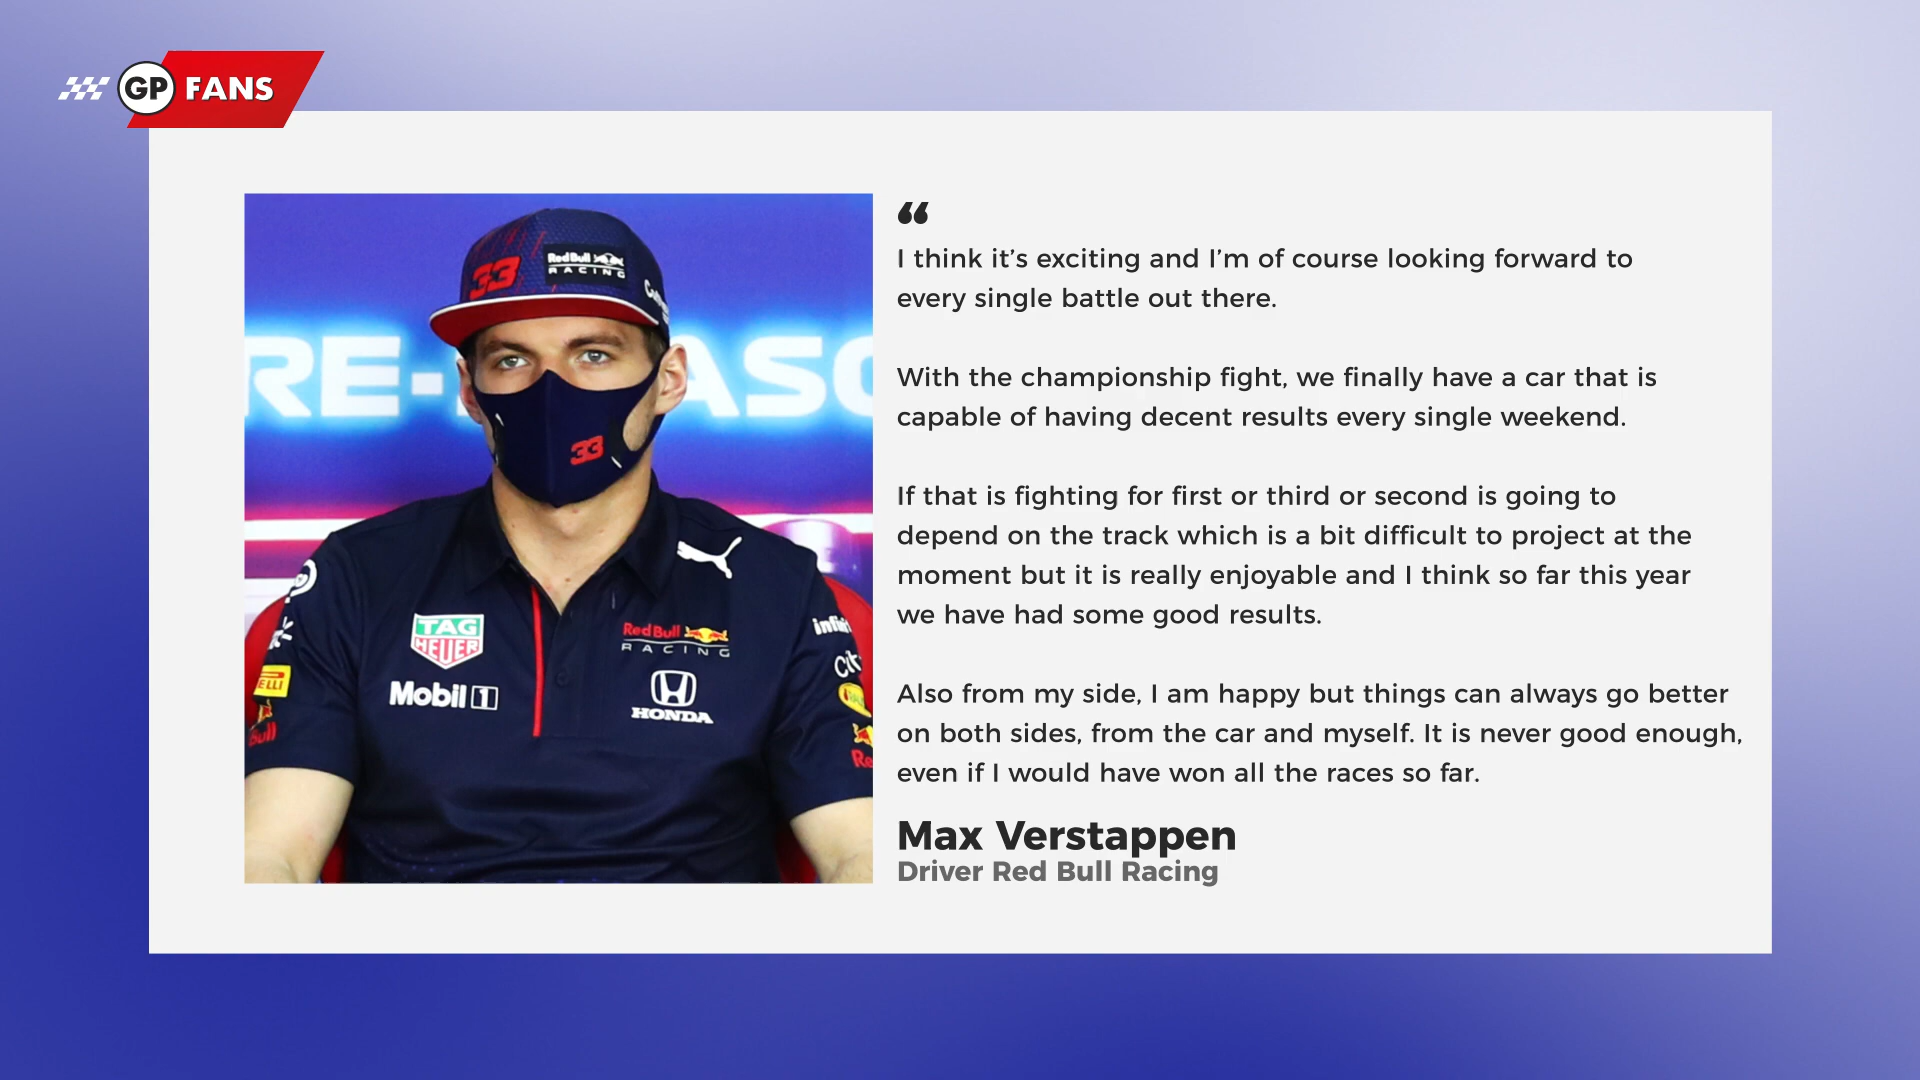 GP FANS
“
I think it’s exciting and I’m of course looking forward to
every single battle out there.
With the championship fight, we finally have a car that is
capable of having decent results every single weekend.
If that is fighting for first or third or second is going to
depend on the track which is a bit difficult to project at the
moment but it is really enjoyable and I think so far this year
we have had some good results.
Also from my side, I am happy but things can always go better
on both sides, from the car and myself. It is never good enough,
even if I would have won all the races so far.
Max Verstappen
Driver Red Bull Racing
33
Red Bull
RACING
RE-
ASO
33
TAG
HEUER
Red Bull
RACING
Mobil 1
HONDA
Cit
ELLI
Bull
Re